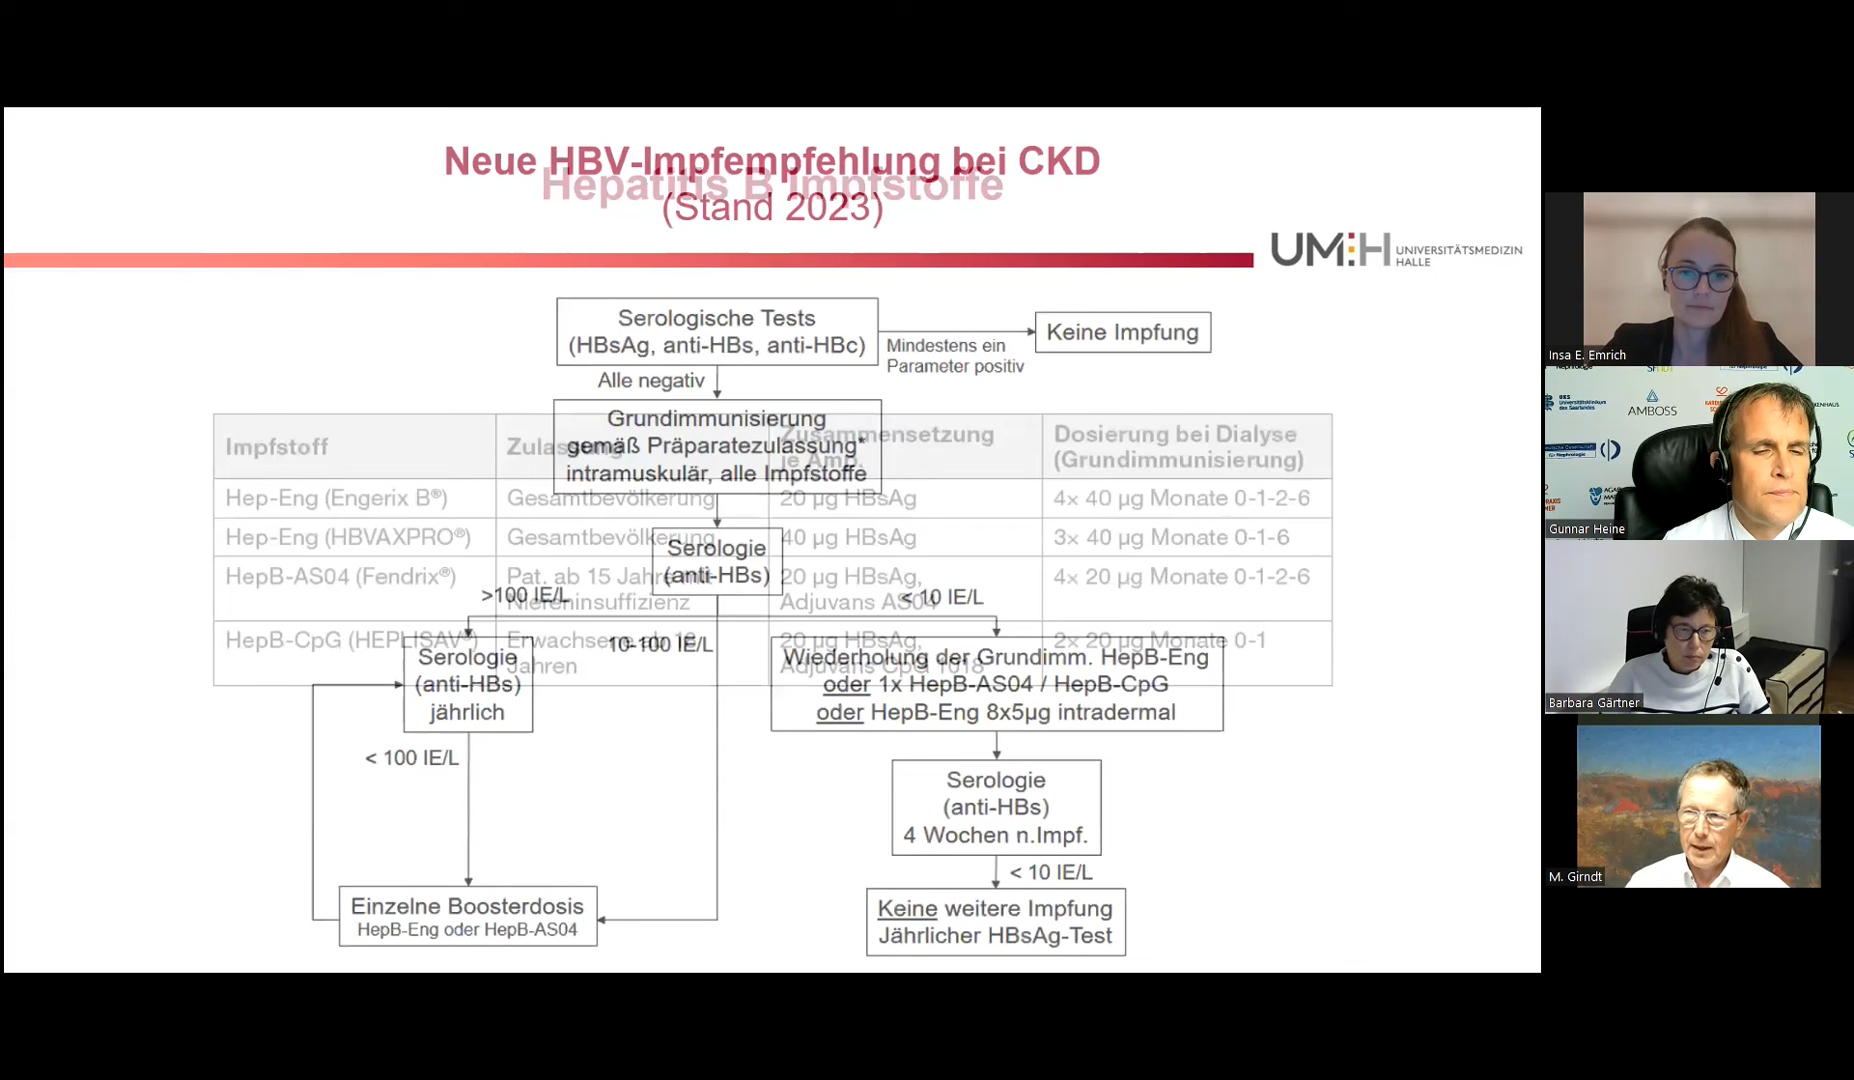 Neue HBV-Impfempfehlung bei CKD
(Stand 2023)
Hepatitis B Impfstoffe
UM:H UNIVERSITÄTSMEDIZIN
HALLE
Serologische Tests
(HBsAg, anti-HBs, anti-HBc)
Mindestens ein
Parameter positiv
Keine Impfung
Alle negativ
Grundimmunisierung
gemäß Präparatezulassung*
intramuskulär, alle Impfstoffe
Serologie
(anti-HBs)
>100 IE/L
10-100 IE/L
< 10 IE/L
Serologie
(anti-HBs)
jährlich
< 100 IE/L
Einzelne Boosterdosis
HepB-Eng oder HepB-AS04
Wiederholung der Grundimm. HepB-Eng
oder 1x HepB-AS04 / HepB-CpG
oder HepB-Eng 8x5µg intradermal
Serologie
(anti-HBs)
4 Wochen n.Impf.
< 10 IE/L
Keine weitere Impfung
Jährlicher HBsAg-Test
Impfstoff
Zusammensetzung
je Amp.
Dosierung bei Dialyse
(Grundimmunisierung)
Hep-Eng (Engerix B®) Gesamtbevölkerung 20 µg HBsAg 4× 40 µg Monate 0-1-2-6
Hep-Eng (HBVAXPRO®) Gesamtbevölkerung 40 µg HBsAg 3× 40 µg Monate 0-1-6
HepB-AS04 (Fendrix®) Pat. ab 15 Jahre 20 µg HBsAg, 4× 20 µg Monate 0-1-2-6
Niereninsuffizienz Adjuvans AS04
HepB-CpG (HEPLISAV®) Erwachsene ab 18 20 µg HBsAg, 2× 20 µg Monate 0-1
Jahren Adjuvans CpG 1018
Insa E. Emrich
AMBOSS
UKS
Gunnar Heine
Barbara Gärtner
M. Girndt